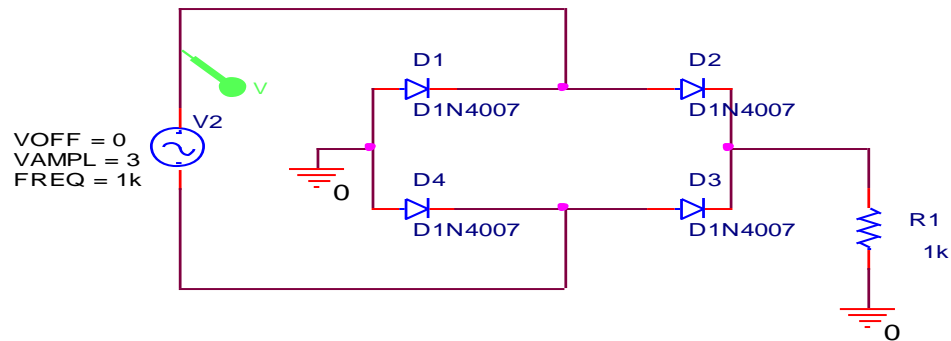 D1
D2
V
D1N4007
D1N4007
V2
VOFF = 0
VAMPL = 3
FREQ = 1k
0
D4
D3
D1N4007
D1N4007
R1
1k
0